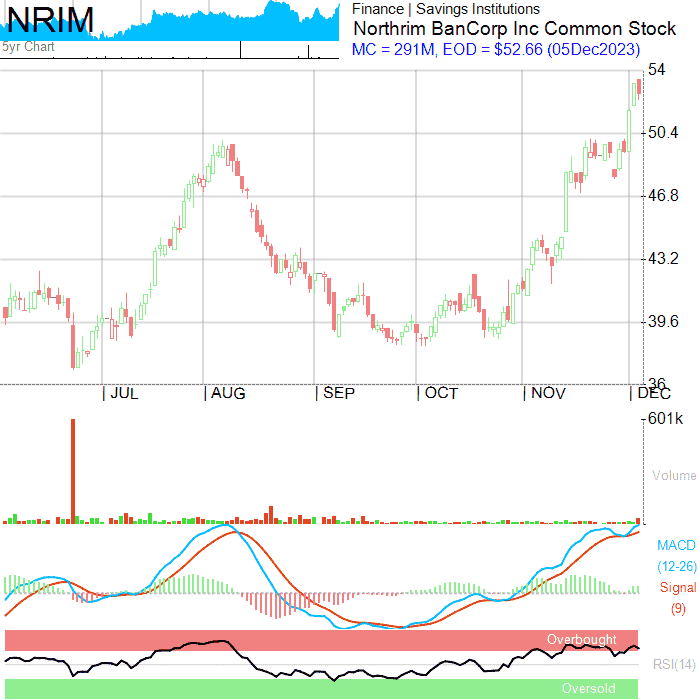 NRIM
5yr Chart
Finance | Savings Institutions
Northrim BanCorp Inc Common Stock
MC = 291M, EOD = $52.66 (05Dec2023)
54
50.4
46.8
43.2
39.6
36
| JUL | AUG | SEP | OCT | NOV | DEC
601k
Volume
MACD
(12-26)
Signal
(9)
Overbought
RSI(14)
Oversold